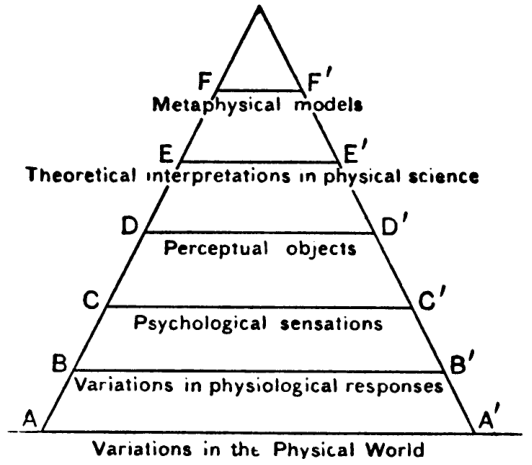 F F'
Metaphysical models
E E'
Theoretical interpretations in physical science
D D'
Perceptual objects
C C'
Psychological sensations
B B'
Variations in physiological responses
A A'
Variations in the Physical World